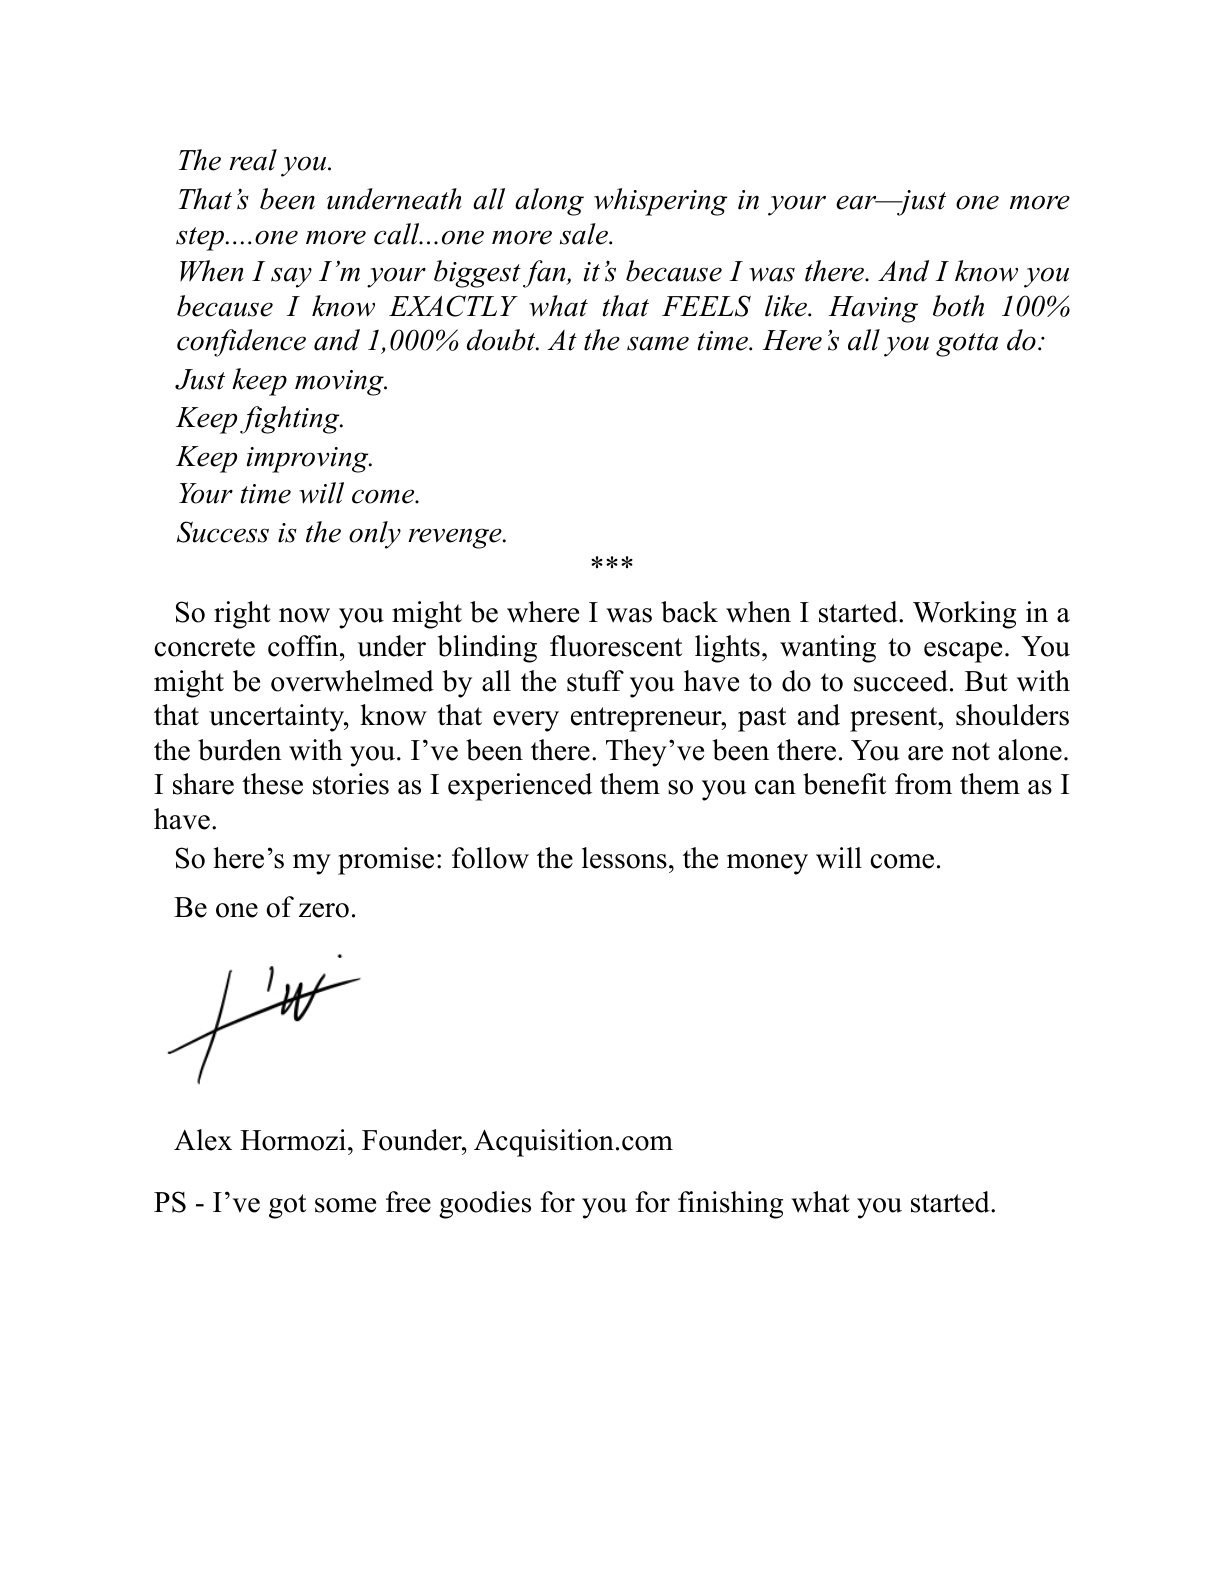 The real you.
That’s been underneath all along whispering in your ear—just one more
step....one more call...one more sale.
When I say I’m your biggest fan, it’s because I was there. And I know you
because I know EXACTLY what that FEELS like. Having both 100%
confidence and 1,000% doubt. At the same time. Here’s all you gotta do:
Just keep moving.
Keep fighting.
Keep improving.
Your time will come.
Success is the only revenge.
***
So right now you might be where I was back when I started. Working in a
concrete coffin, under blinding fluorescent lights, wanting to escape. You
might be overwhelmed by all the stuff you have to do to succeed. But with
that uncertainty, know that every entrepreneur, past and present, shoulders
the burden with you. I’ve been there. They’ve been there. You are not alone.
I share these stories as I experienced them so you can benefit from them as I
have.
So here’s my promise: follow the lessons, the money will come.
Be one of zero.
Alex Hormozi, Founder, Acquisition.com
PS - I’ve got some free goodies for you for finishing what you started.